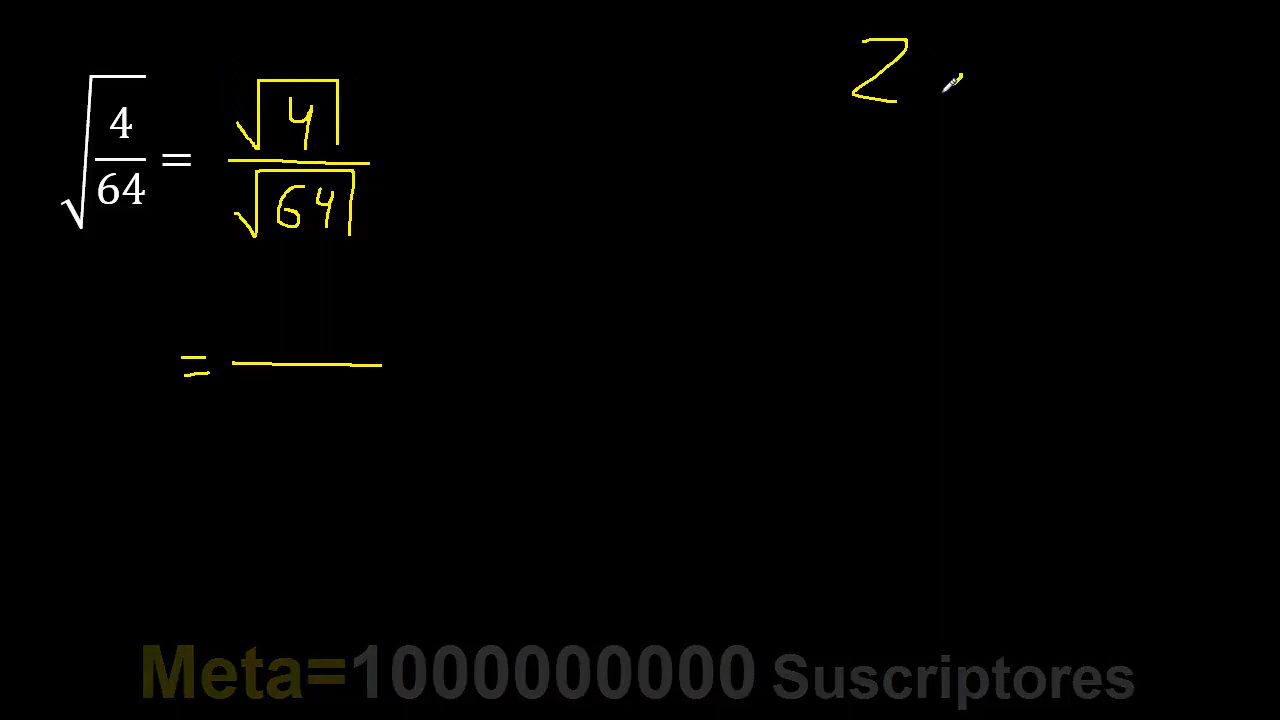 √(4/64) = √4/√64
2
=
Meta=1000000000 Suscriptores